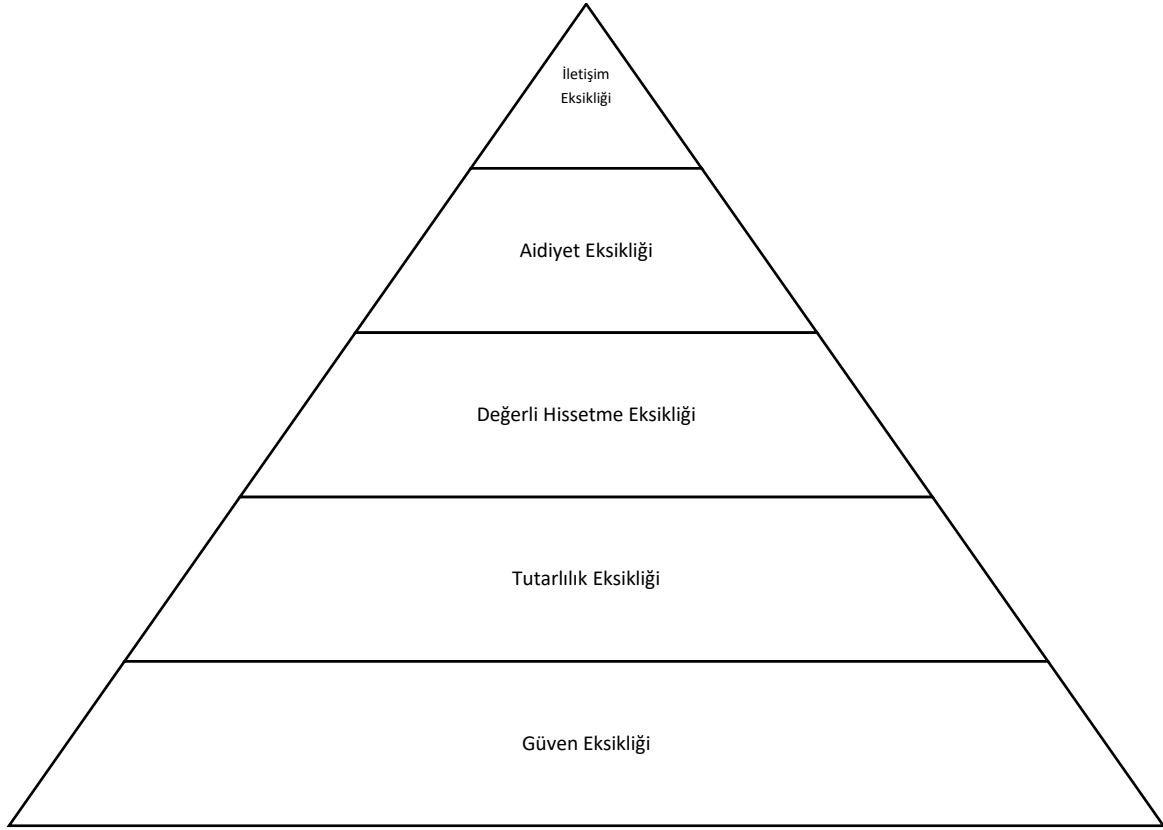 İletişim
Eksikliği
Aidiyet Eksikliği
Değerli Hissetme Eksikliği
Tutarlılık Eksikliği
Güven Eksikliği